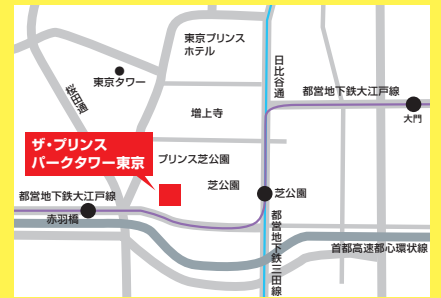 東京プリンス
ホテル
日比谷通
東京タワー
桜田通
都営地下鉄大江戸線
大門
増上寺
ザ・プリンス
パークタワー東京
プリンス芝公園
芝公園
芝公園
都営地下鉄大江戸線
赤羽橋
都営地下鉄三田線
首都高速都心環状線